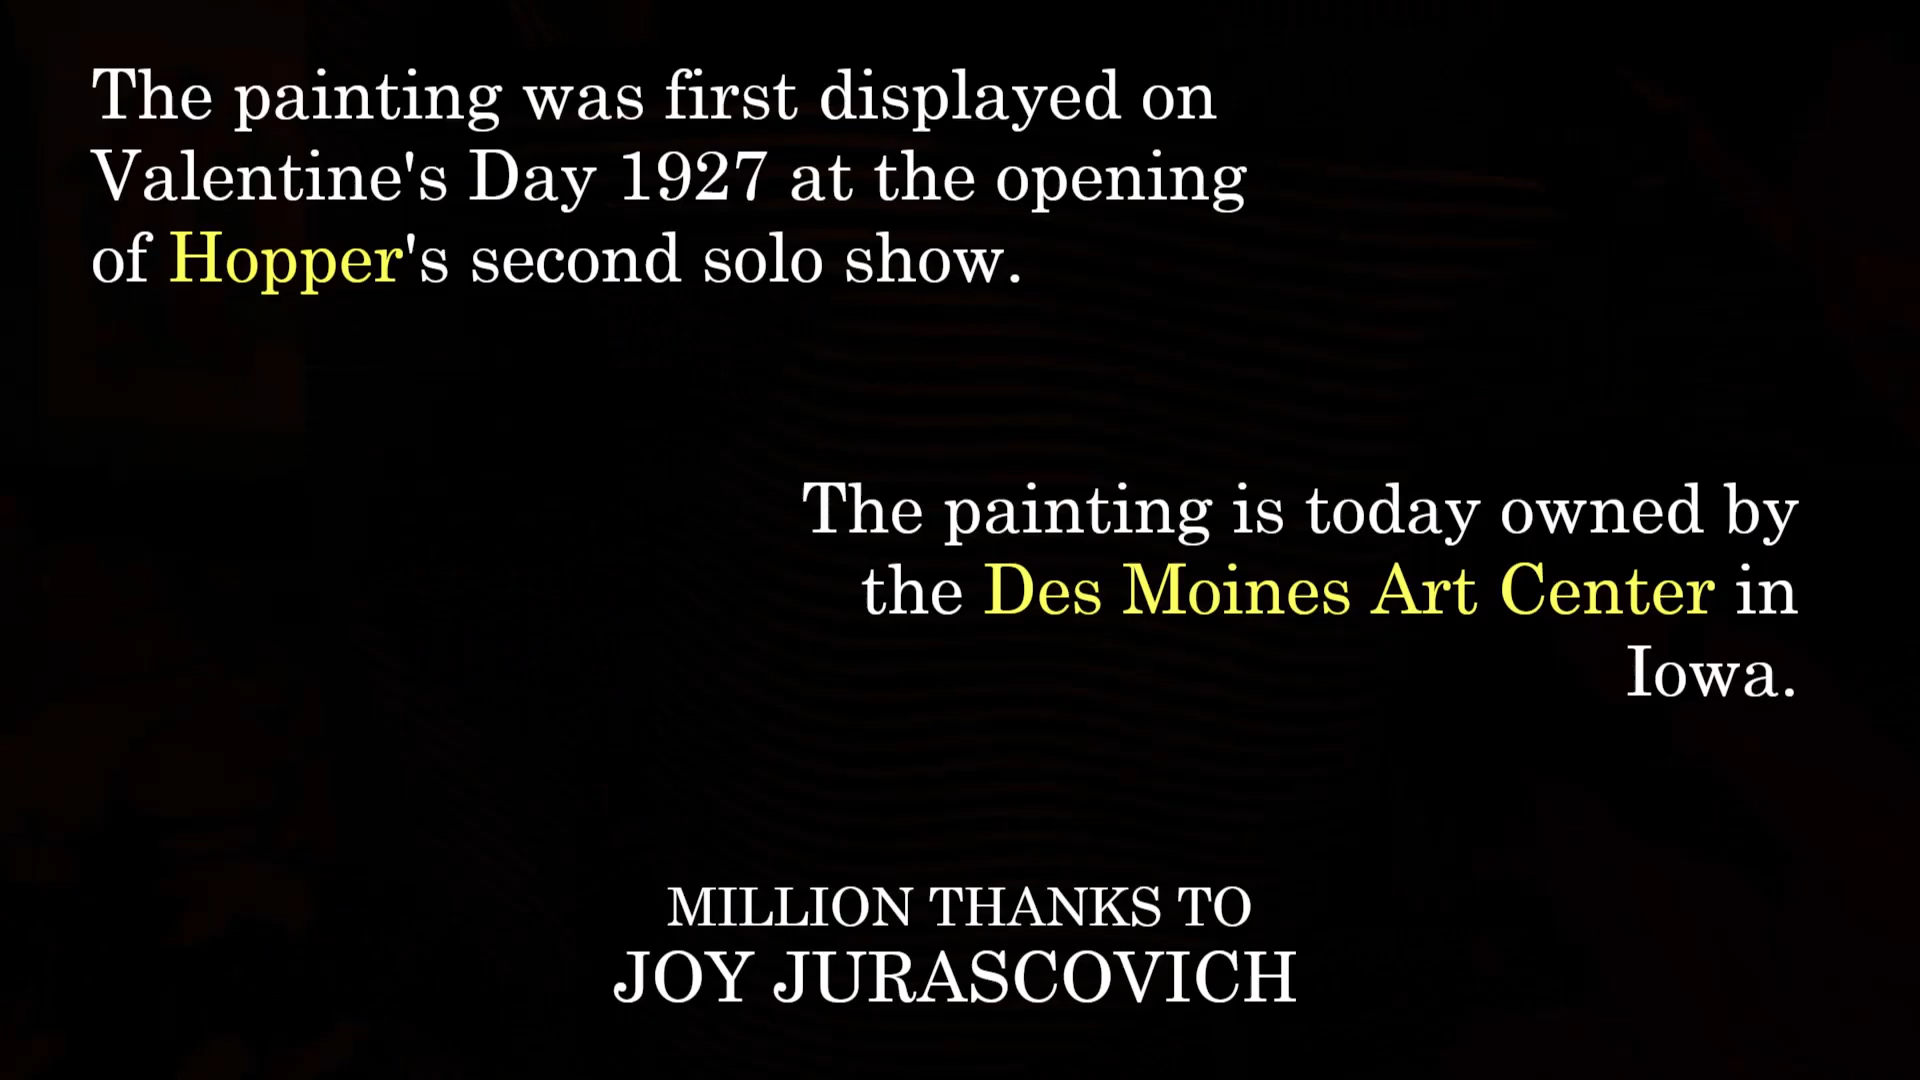 The painting was first displayed on
Valentine's Day 1927 at the opening
of Hopper's second solo show.
The painting is today owned by
the Des Moines Art Center in
Iowa.
MILLION THANKS TO
JOY JURASCOVICH